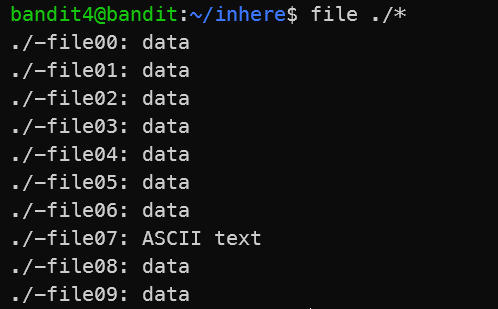 bandit4@bandit:~/inhere$ file ./*
./-file00: data
./-file01: data
./-file02: data
./-file03: data
./-file04: data
./-file05: data
./-file06: data
./-file07: ASCII text
./-file08: data
./-file09: data